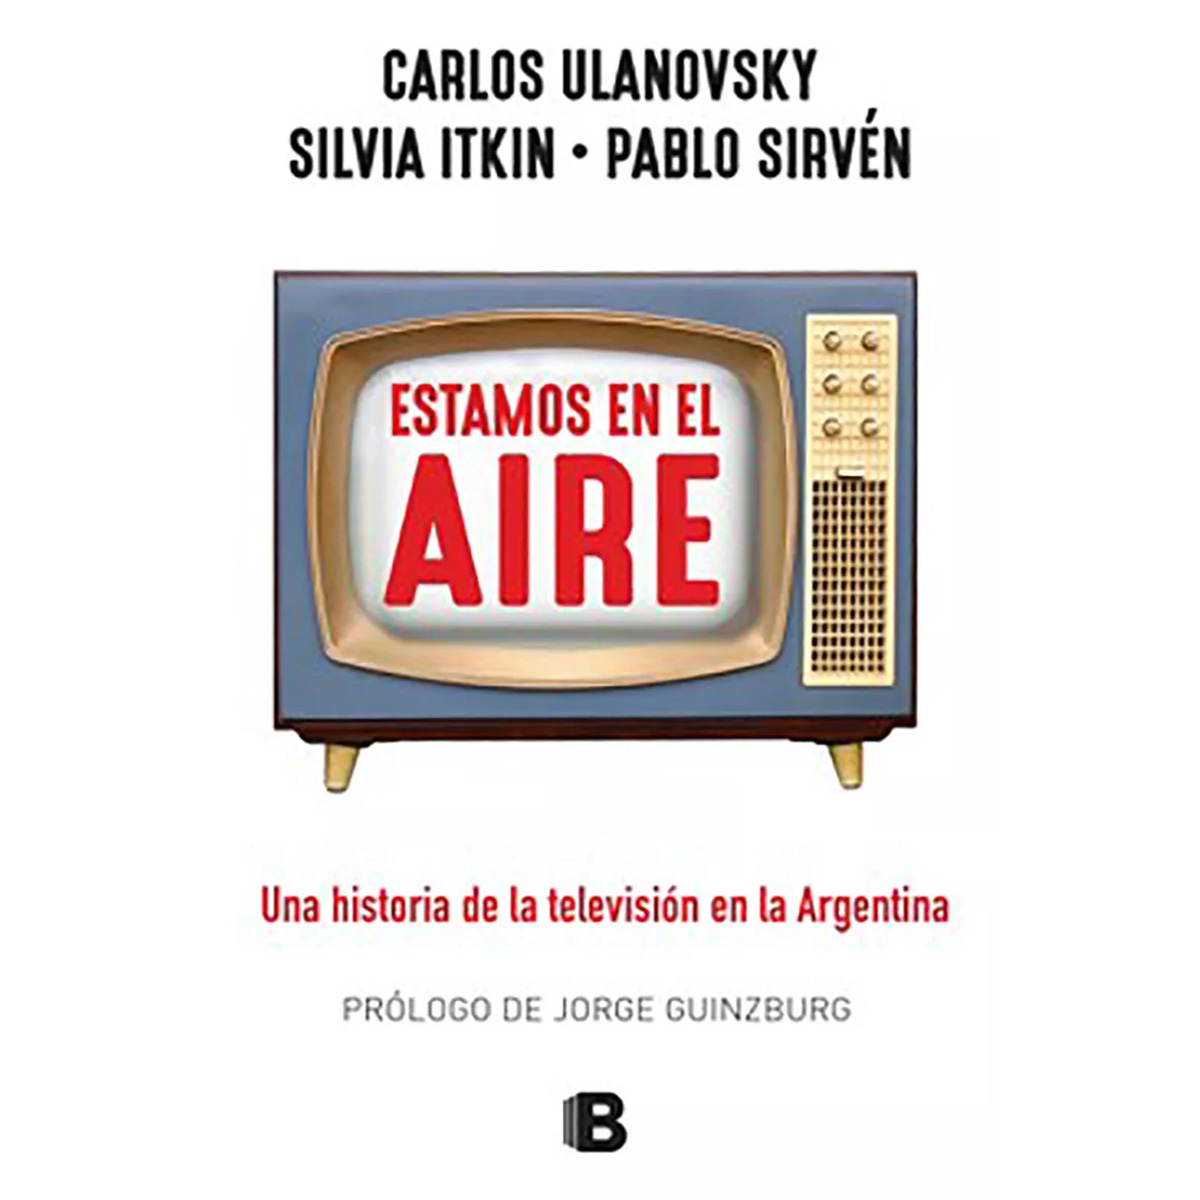 CARLOS ULANOVSKY
SILVIA ITKIN • PABLO SIRVÉN
ESTAMOS EN EL
AIRE
Una historia de la televisión en la Argentina
PRÓLOGO DE JORGE GUINZBURG
B